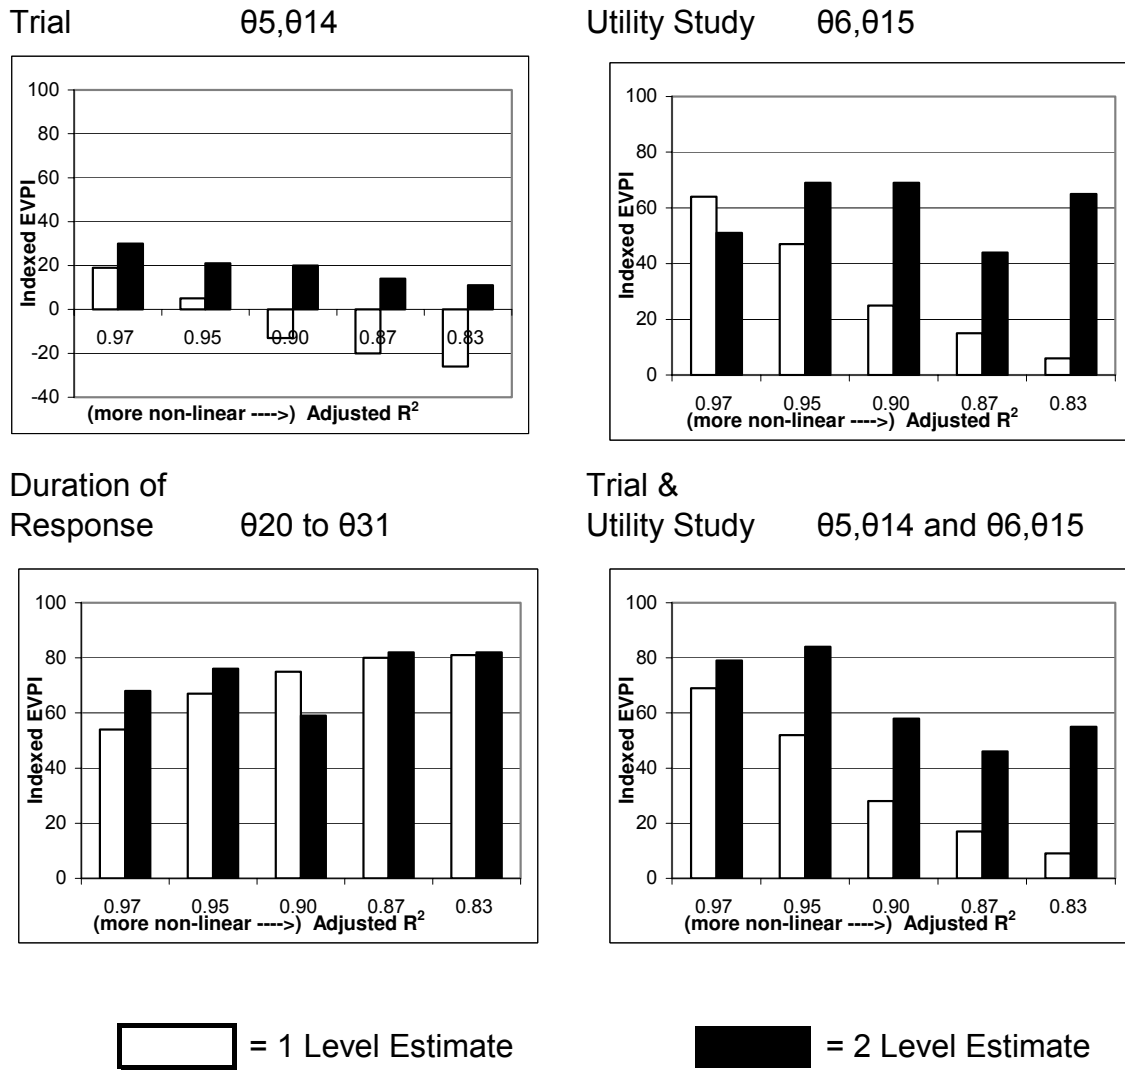 Trial θ5,θ14
Indexed EVPI
100
80
60
40
20
0
-20
-40
0.97 0.95 0.90 0.87 0.83
(more non-linear ---->) Adjusted R²
Utility Study θ6,θ15
Indexed EVPI
100
80
60
40
20
0
0.97 0.95 0.90 0.87 0.83
(more non-linear ---->) Adjusted R²
Duration of
Response θ20 to θ31
Indexed EVPI
100
80
60
40
20
0
0.97 0.95 0.90 0.87 0.83
(more non-linear ---->) Adjusted R²
Trial &
Utility Study θ5,θ14 and θ6,θ15
Indexed EVPI
100
80
60
40
20
0
0.97 0.95 0.90 0.87 0.83
(more non-linear ---->) Adjusted R²
= 1 Level Estimate
= 2 Level Estimate